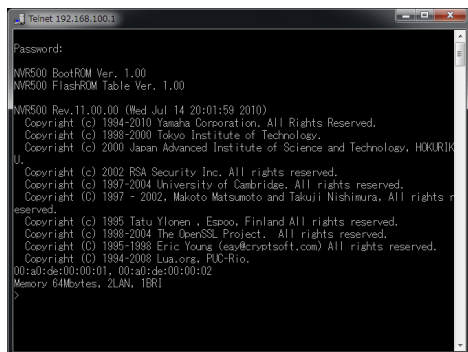 Telnet 192.168.100.1
Password:
NVR500 BootROM Ver. 1.00
NVR500 FlashROM Table Ver. 1.00
NVR500 Rev.11.00.00 (Wed Jul 14 20:01:59 2010)
Copyright (c) 1994-2010 Yamaha Corporation. All Rights Reserved.
Copyright (c) 1998-2000 Tokyo Institute of Technology.
Copyright (c) 2000 Japan Advanced Institute of Science and Technology, HOKURIK
U.
Copyright (c) 2002 RSA Security Inc. All rights reserved.
Copyright (c) 1997-2004 University of Cambridge. All rights reserved.
Copyright (C) 1997 - 2002, Makoto Matsumoto and Takuji Nishimura, All rights r
eserved.
Copyright (c) 1995 Tatu Ylonen , Espoo, Finland All rights reserved.
Copyright (c) 1998-2004 The OpenSSL Project.  All rights reserved.
Copyright (C) 1995-1998 Eric Young (eay@cryptsoft.com) All rights reserved.
Copyright (C) 1994-2008 Lua.org, PUC-Rio.
00:a0:de:00:00:01, 00:a0:de:00:00:02
Memory 64Mbytes, 2LAN, 1BRI
>